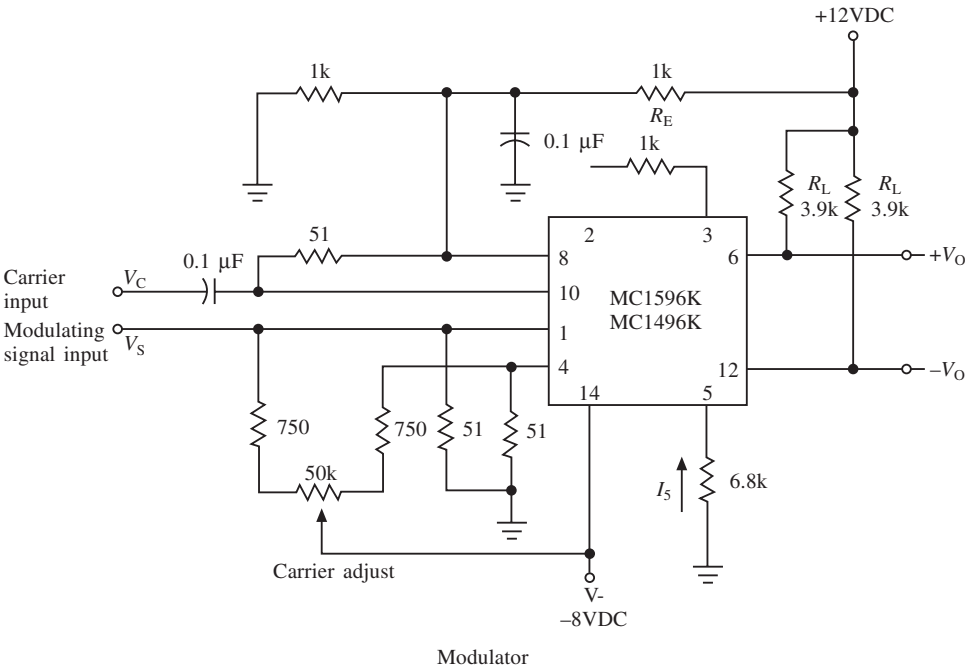 +12VDC
1k
1k
R_E
0.1 μF
1k
R_L
3.9k
R_L
3.9k
51
2
3
8
6
+V_O
Carrier
input
V_C
0.1 μF
10
MC1596K
MC1496K
Modulating
signal input
V_S
1
4
12
–V_O
14
5
750
750
51
51
50k
I_5
6.8k
Carrier adjust
V-
–8VDC
Modulator